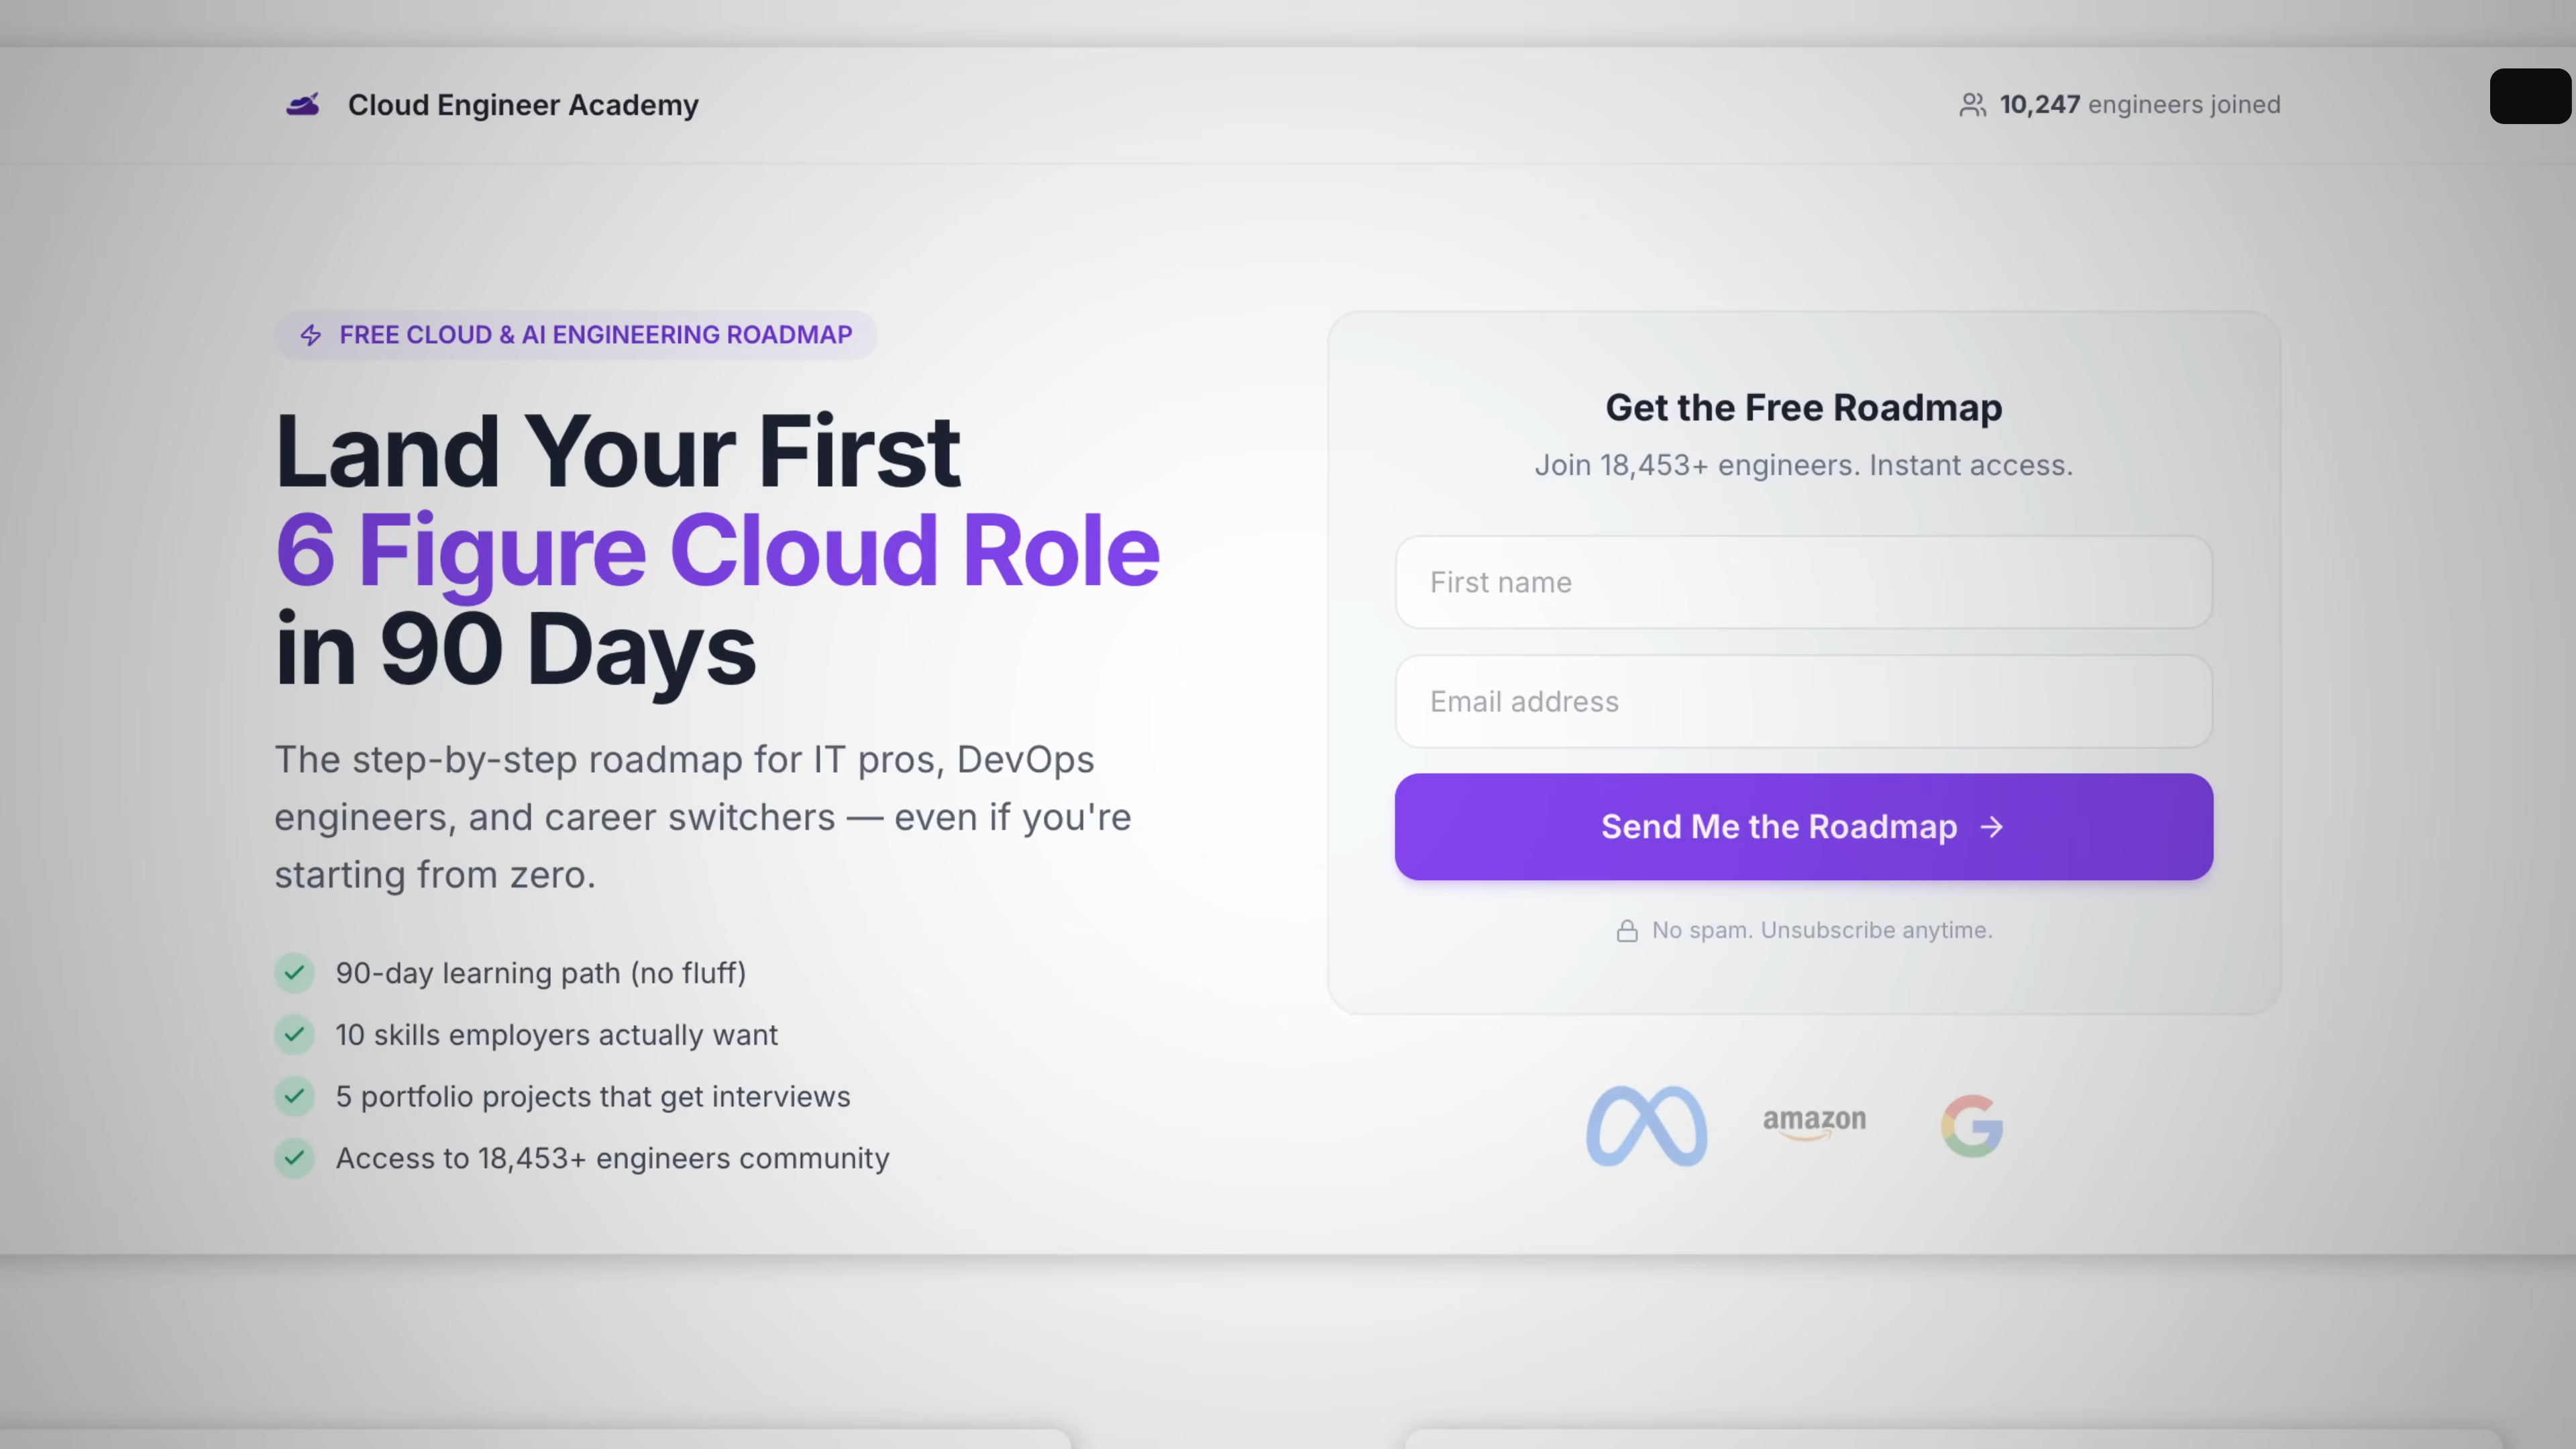 Cloud Engineer Academy
10,247 engineers joined
FREE CLOUD & AI ENGINEERING ROADMAP
Land Your First
6 Figure Cloud Role
in 90 Days
The step-by-step roadmap for IT pros, DevOps
engineers, and career switchers — even if you're
starting from zero.
90-day learning path (no fluff)
10 skills employers actually want
5 portfolio projects that get interviews
Access to 18,453+ engineers community
Get the Free Roadmap
Join 18,453+ engineers. Instant access.
First name
Email address
Send Me the Roadmap →
No spam. Unsubscribe anytime.
amazon
G